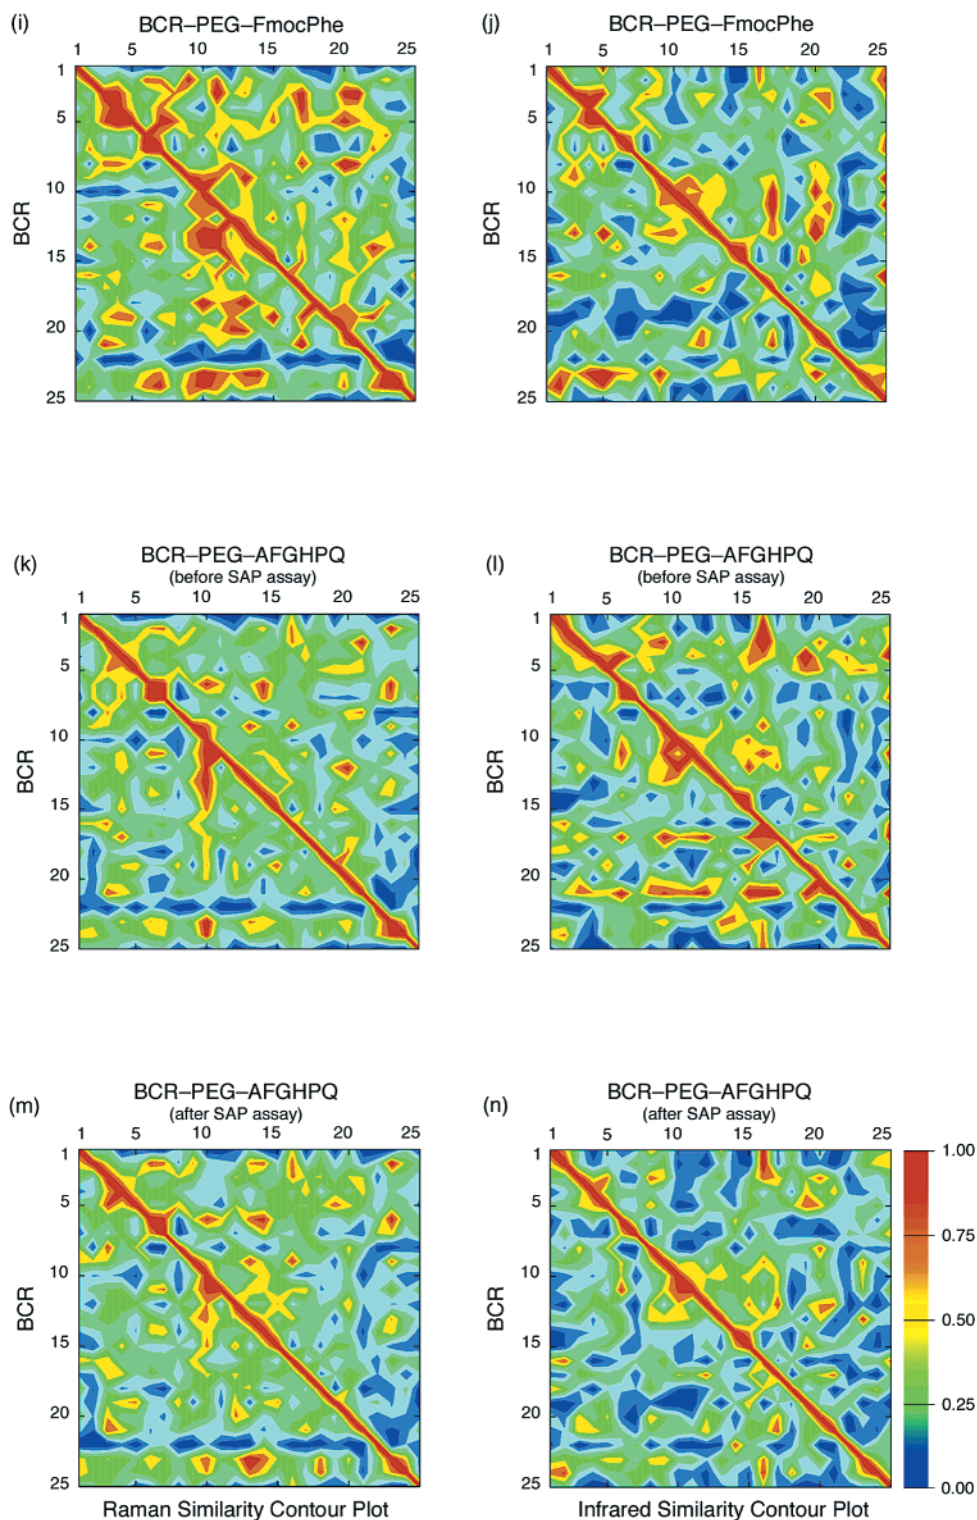 (i) BCR–PEG–FmocPhe
1 5 10 15 20 25
1
5
10
BCR
15
20
25
(j) BCR–PEG–FmocPhe
1 5 10 15 20 25
1
5
10
BCR
15
20
25
(k) BCR–PEG–AFGHPQ
(before SAP assay)
1 5 10 15 20 25
1
5
10
BCR
15
20
25
(l) BCR–PEG–AFGHPQ
(before SAP assay)
1 5 10 15 20 25
1
5
10
BCR
15
20
25
(m) BCR–PEG–AFGHPQ
(after SAP assay)
1 5 10 15 20 25
1
5
10
BCR
15
20
25
Raman Similarity Contour Plot
(n) BCR–PEG–AFGHPQ
(after SAP assay)
1 5 10 15 20 25
1
5
10
BCR
15
20
25
Infrared Similarity Contour Plot
1.00
0.75
0.50
0.25
0.00